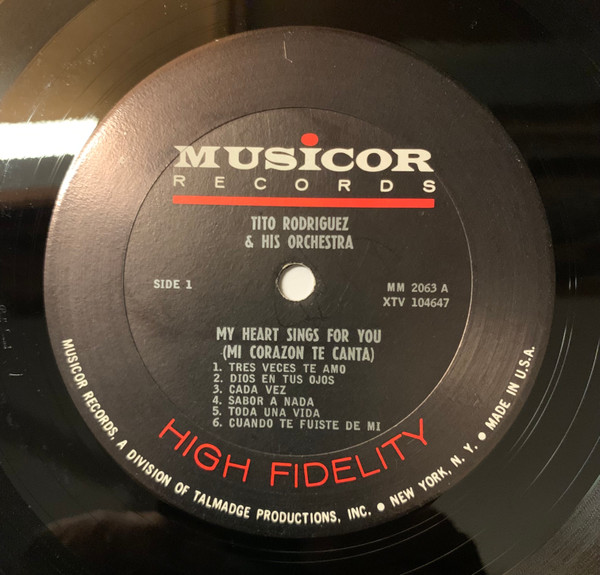 MUSiCOR
RECORDS
TITO RODRIGUEZ
& HIS ORCHESTRA
SIDE 1
MM 2063 A
XTV 104647
MY HEART SINGS FOR YOU
(MI CORAZON TE CANTA)
1. TRES VECES TE AMO
2. DIOS EN TUS OJOS
3. CADA VEZ
4. SABOR A NADA
5. TODA UNA VIDA
6. CUANDO TE FUISTE DE MI
HIGH FIDELITY
MUSICOR RECORDS, A DIVISION OF TALMADGE PRODUCTIONS, INC. • NEW YORK, N. Y. • MADE IN U.S.A.